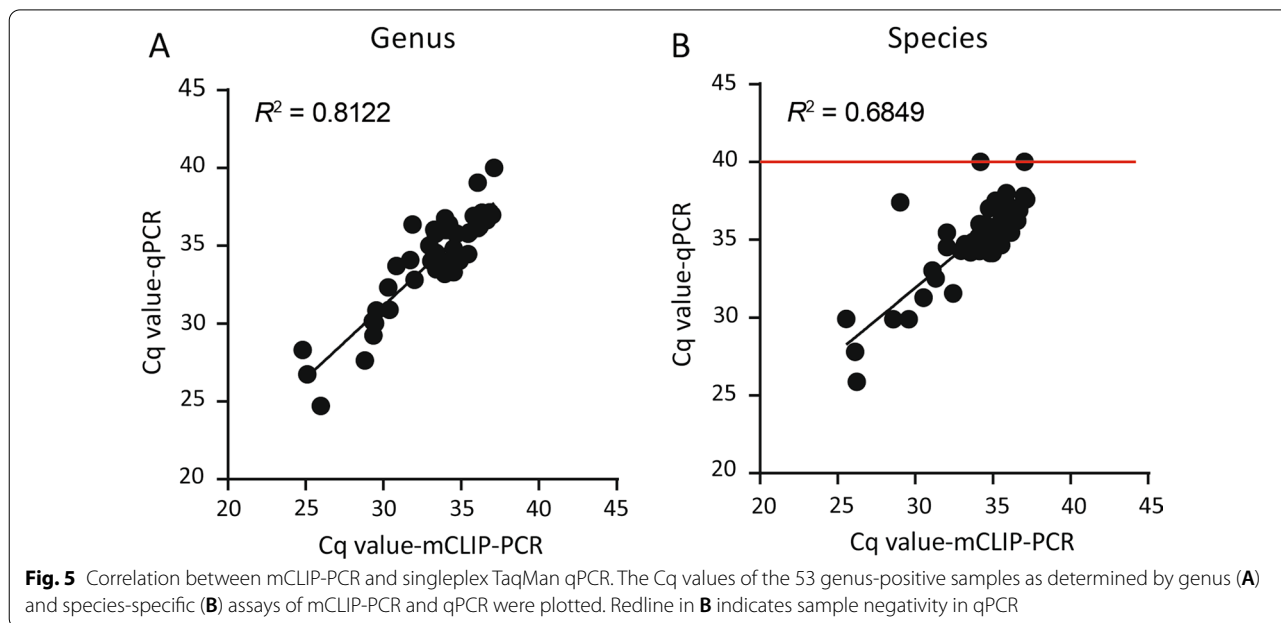 A
Genus
45
40
35
30
25
20
R² = 0.8122
Cq value-qPCR
20 25 30 35 40 45
Cq value-mCLIP-PCR
B
Species
45
40
35
30
25
20
R² = 0.6849
Cq value-qPCR
20 25 30 35 40 45
Cq value-mCLIP-PCR
Fig. 5 Correlation between mCLIP-PCR and singleplex TaqMan qPCR. The Cq values of the 53 genus-positive samples as determined by genus (A)
and species-specific (B) assays of mCLIP-PCR and qPCR were plotted. Redline in B indicates sample negativity in qPCR